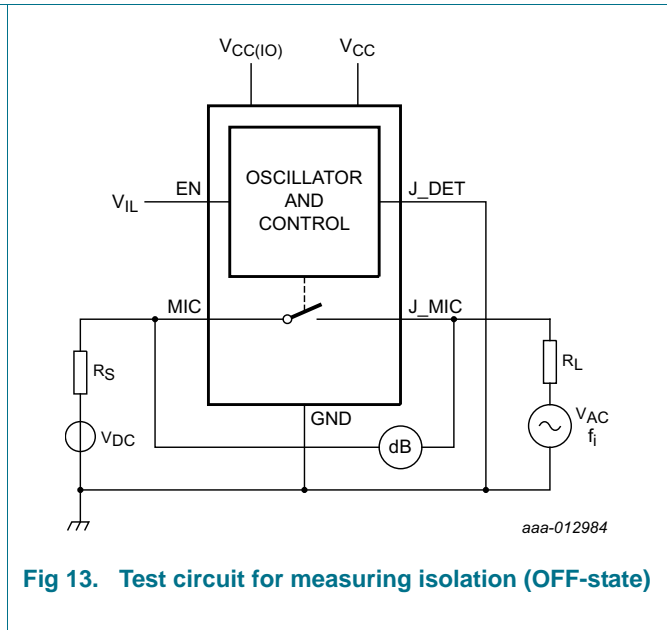 VCC(IO) VCC
OSCILLATOR
AND
CONTROL
EN
J_DET
VIL
MIC
J_MIC
RS
RL
VDC
GND
dB
VAC
fi
aaa-012984
Fig 13. Test circuit for measuring isolation (OFF-state)